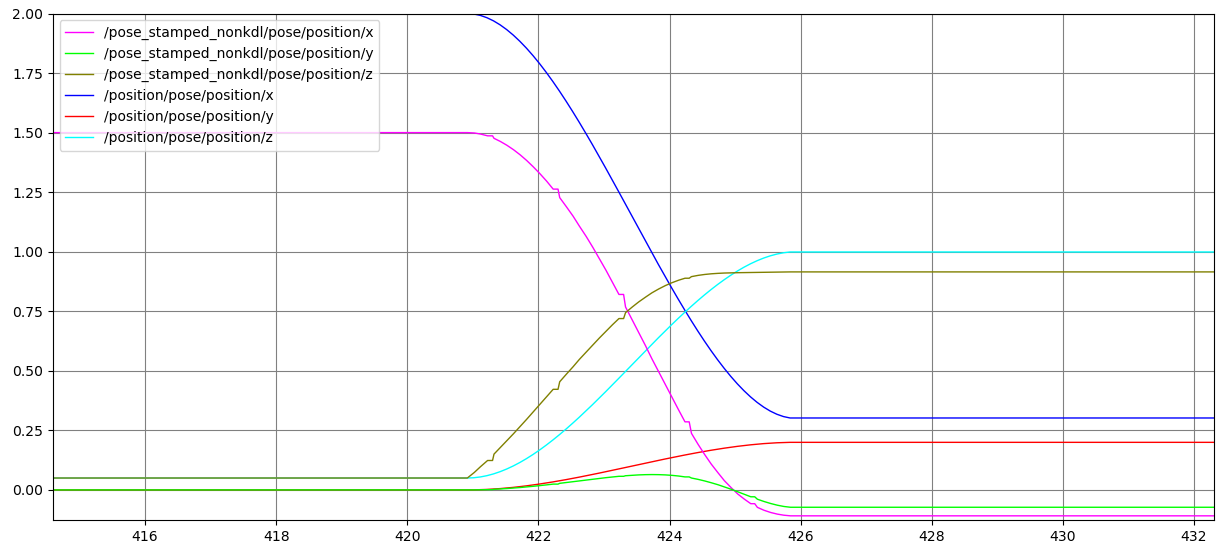 2.00
1.75
1.50
1.25
1.00
0.75
0.50
0.25
0.00
/pose_stamped_nonkdl/pose/position/x
/pose_stamped_nonkdl/pose/position/y
/pose_stamped_nonkdl/pose/position/z
/position/pose/position/x
/position/pose/position/y
/position/pose/position/z
416 418 420 422 424 426 428 430 432